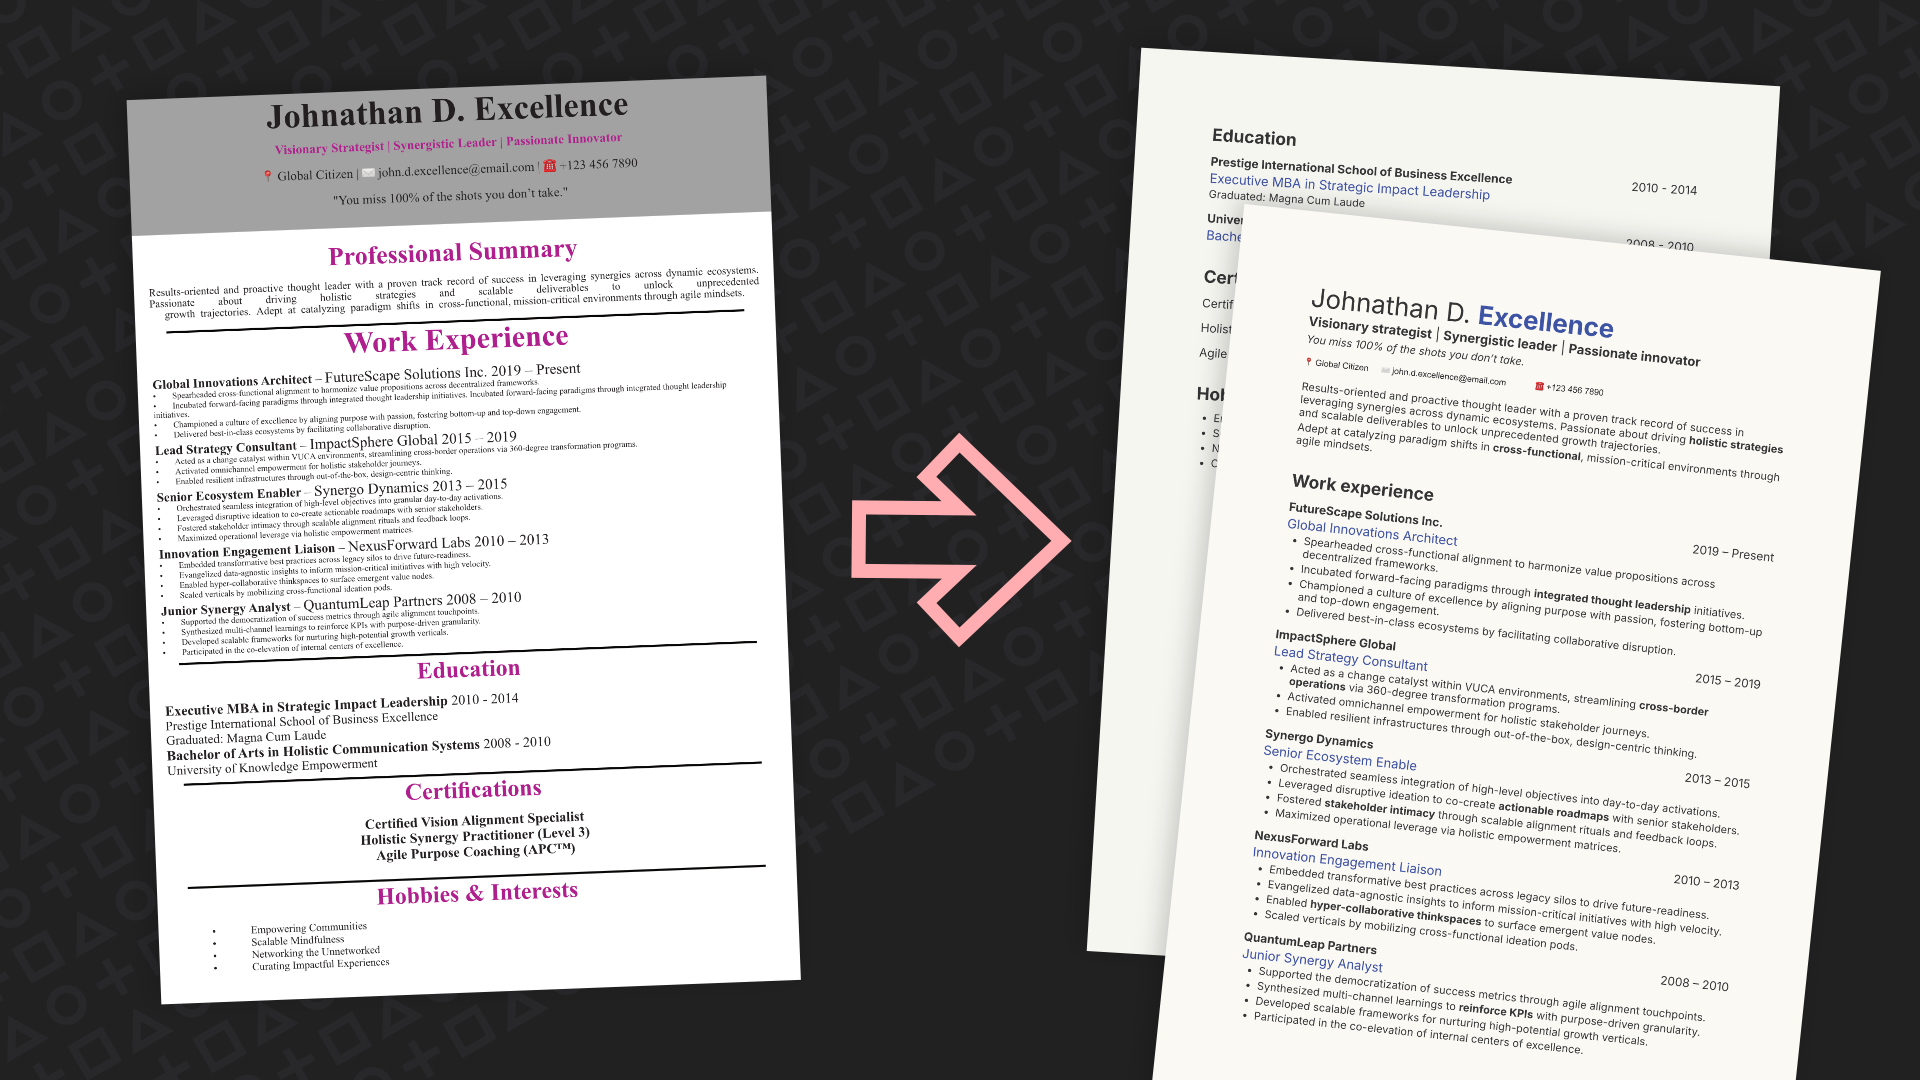 Johnathan D. Excellence
Visionary Strategist | Synergistic Leader | Passionate Innovator
📍 Global Citizen | ✉️ john.d.excellence@email.com | ☎️ +123 456 7890
"You miss 100% of the shots you don't take."
Professional Summary
Results-oriented and proactive thought leader with a proven track record of success in leveraging synergies across dynamic ecosystems.
Passionate about driving holistic strategies and scalable deliverables to unlock unprecedented
growth trajectories. Adept at catalyzing paradigm shifts in cross-functional, mission-critical environments through agile mindsets.
Work Experience
Global Innovations Architect – FutureScape Solutions Inc. 2019 – Present
• Spearheaded cross-functional alignment to harmonize value propositions across decentralized frameworks.
• Incubated forward-facing paradigms through integrated thought leadership initiatives. Incubated forward-facing paradigms through integrated thought leadership
initiatives.
• Championed a culture of excellence by aligning purpose with passion, fostering bottom-up and top-down engagement.
• Delivered best-in-class ecosystems by facilitating collaborative disruption.
Lead Strategy Consultant – ImpactSphere Global 2015 – 2019
• Acted as a change catalyst within VUCA environments, streamlining cross-border operations via 360-degree transformation programs.
• Activated omnichannel empowerment for holistic stakeholder journeys.
• Enabled resilient infrastructures through out-of-the-box, design-centric thinking.
Senior Ecosystem Enabler – Synergo Dynamics 2013 – 2015
• Orchestrated seamless integration of high-level objectives into granular day-to-day activations.
• Leveraged disruptive ideation to co-create actionable roadmaps with senior stakeholders.
• Fostered stakeholder intimacy through scalable alignment rituals and feedback loops.
• Maximized operational leverage via holistic empowerment matrices.
Innovation Engagement Liaison – NexusForward Labs 2010 – 2013
• Embedded transformative best practices across legacy silos to drive future-readiness.
• Evangelized data-agnostic insights to inform mission-critical initiatives with high velocity.
• Enabled hyper-collaborative thinkspaces to surface emergent value nodes.
• Scaled verticals by mobilizing cross-functional ideation pods.
Junior Synergy Analyst – QuantumLeap Partners 2008 – 2010
• Supported the democratization of success metrics through agile alignment touchpoints.
• Synthesized multi-channel learnings to reinforce KPIs with purpose-driven granularity.
• Developed scalable frameworks for nurturing high-potential growth verticals.
• Participated in the co-elevation of internal centers of excellence.
Education
Executive MBA in Strategic Impact Leadership 2010 - 2014
Prestige International School of Business Excellence
Graduated: Magna Cum Laude
Bachelor of Arts in Holistic Communication Systems 2008 - 2010
University of Knowledge Empowerment
Certifications
Certified Vision Alignment Specialist
Holistic Synergy Practitioner (Level 3)
Agile Purpose Coaching (APC™)
Hobbies & Interests
• Empowering Communities
• Scalable Mindfulness
• Networking the Unnetworked
• Curating Impactful Experiences
Education
Prestige International School of Business Excellence
Executive MBA in Strategic Impact Leadership 2010 - 2014
Graduated: Magna Cum Laude
Univer
Bache 2008 - 2010
Cert
Certif
Holist
Agile
Hob
• E
• S
• N
• C
Johnathan D. Excellence
Visionary strategist | Synergistic leader | Passionate innovator
You miss 100% of the shots you don't take.
📍 Global Citizen ✉️ john.d.excellence@email.com ☎️ +123 456 7890
Results-oriented and proactive thought leader with a proven track record of success in
leveraging synergies across dynamic ecosystems. Passionate about driving holistic strategies
and scalable deliverables to unlock unprecedented growth trajectories.
Adept at catalyzing paradigm shifts in cross-functional, mission-critical environments through
agile mindsets.
Work experience
FutureScape Solutions Inc.
Global Innovations Architect 2019 – Present
• Spearheaded cross-functional alignment to harmonize value propositions across
decentralized frameworks.
• Incubated forward-facing paradigms through integrated thought leadership initiatives.
• Championed a culture of excellence by aligning purpose with passion, fostering bottom-up
and top-down engagement.
• Delivered best-in-class ecosystems by facilitating collaborative disruption.
ImpactSphere Global
Lead Strategy Consultant 2015 – 2019
• Acted as a change catalyst within VUCA environments, streamlining cross-border
operations via 360-degree transformation programs.
• Activated omnichannel empowerment for holistic stakeholder journeys.
• Enabled resilient infrastructures through out-of-the-box, design-centric thinking.
Synergo Dynamics
Senior Ecosystem Enable 2013 – 2015
• Orchestrated seamless integration of high-level objectives into day-to-day activations.
• Leveraged disruptive ideation to co-create actionable roadmaps with senior stakeholders.
• Fostered stakeholder intimacy through scalable alignment rituals and feedback loops.
• Maximized operational leverage via holistic empowerment matrices.
NexusForward Labs
Innovation Engagement Liaison 2010 – 2013
• Embedded transformative best practices across legacy silos to drive future-readiness.
• Evangelized data-agnostic insights to inform mission-critical initiatives with high velocity.
• Enabled hyper-collaborative thinkspaces to surface emergent value nodes.
• Scaled verticals by mobilizing cross-functional ideation pods.
QuantumLeap Partners
Junior Synergy Analyst 2008 – 2010
• Supported the democratization of success metrics through agile alignment touchpoints.
• Synthesized multi-channel learnings to reinforce KPIs with purpose-driven granularity.
• Developed scalable frameworks for nurturing high-potential growth verticals.
• Participated in the co-elevation of internal centers of excellence.